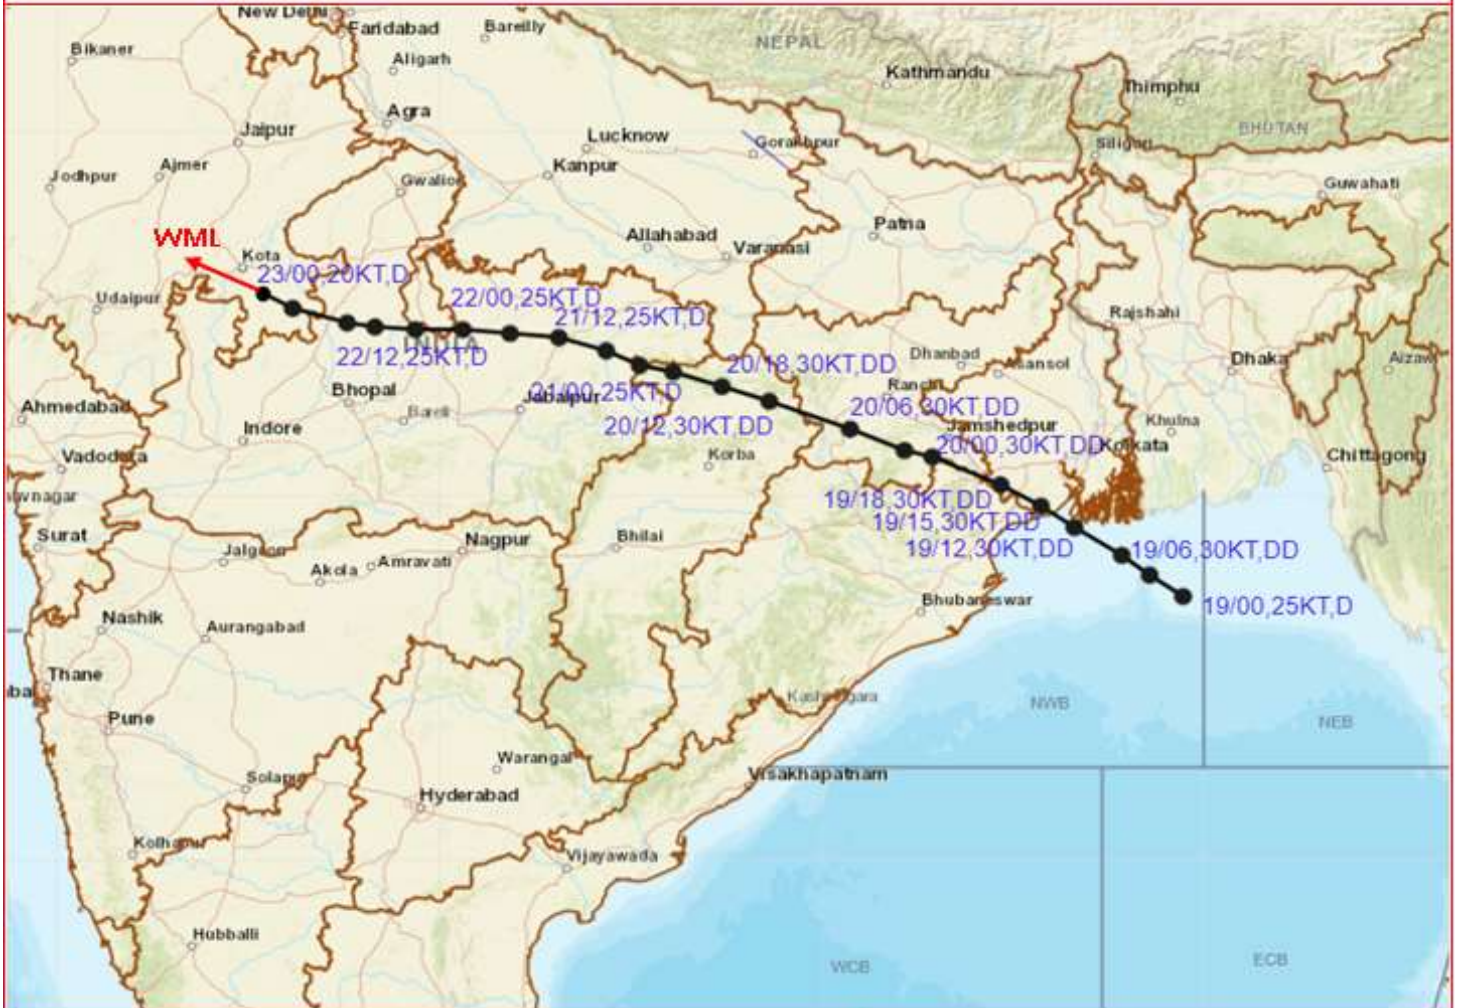 New Delhi
Faridabad
Bareilly
NEPAL
Bikaner
Aligarh
Kathmandu
Thimphu
Agra
Jaipur
Lucknow
Gorakhpur
BHUTAN
Siliguri
Ajmer
Kanpur
Jodhpur
Gwalior
Guwahati
Patna
WML
Allahabad
Varanasi
Kota
23/00,20KT,D
Udaipur
22/00,25KT,D
21/12,25KT,D
Rajshahi
INDIA
22/12,25KT,D
Dhanbad
Asansol
Dhaka
Aizawl
20/18,30KT,DD
Ranchi
Bhopal
21/00,25KT,D
Jabalpur
Bareli
Ahmedabad
20/06,30KT,DD
20/12,30KT,DD
Jamshedpur
Khulna
Indore
20/00,30KT,DD
Kolkata
Vadodara
Korba
Chittagong
avnagar
19/18,30KT,DD
19/15,30KT,DD
Surat
Nagpur
Bhilai
19/12,30KT,DD
19/06,30KT,DD
Jalgaon
Akola
Amravati
Bhubaneswar
19/00,25KT,D
Nashik
Aurangabad
Thane
mbai
NWB
NEB
Pune
Warangal
Visakhapatnam
Solapur
Hyderabad
Kolhapur
Vijayawada
Hubballi
WCB
ECB